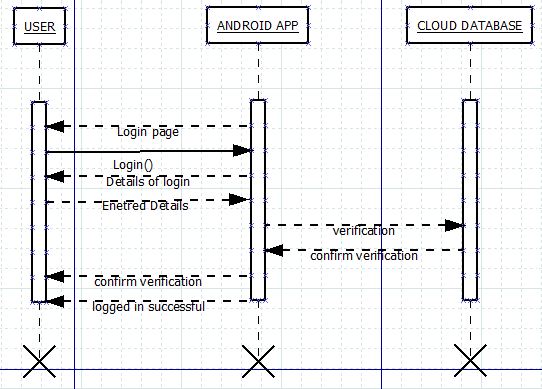 USER
ANDROID APP
CLOUD DATABASE
Login page
Login()
Details of login
Enetred Details
verification
confirm verification
confirm verification
logged in successful